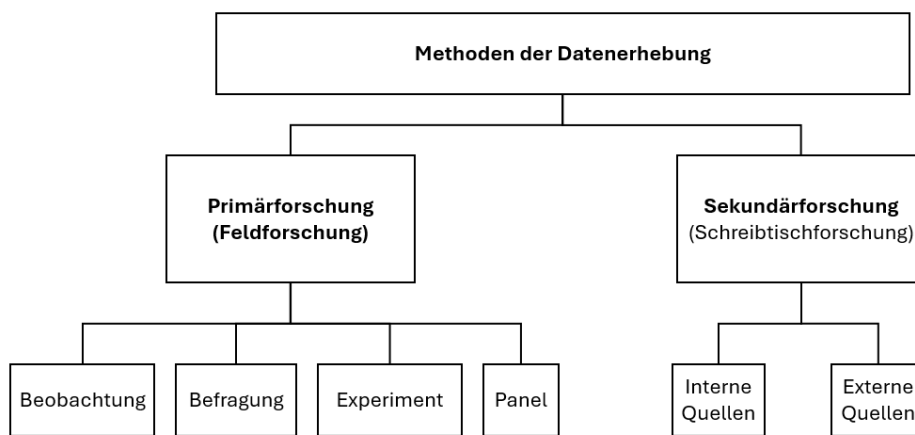 Methoden der Datenerhebung
Primärforschung
(Feldforschung)
Sekundärforschung
(Schreibtischforschung)
Beobachtung
Befragung
Experiment
Panel
Interne
Quellen
Externe
Quellen